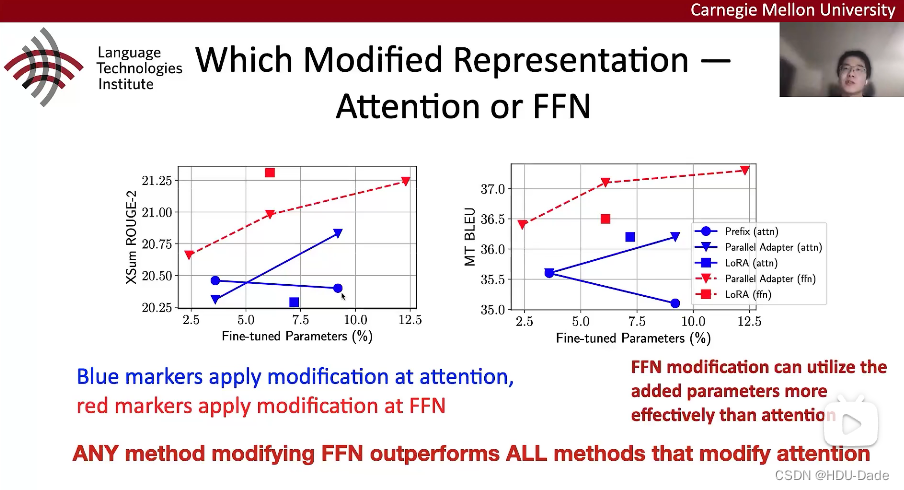 Carnegie Mellon University
Language
Technologies
Institute
Which Modified Representation —
Attention or FFN
XSum ROUGE-2
21.25
21.00
20.75
20.50
20.25
2.5 5.0 7.5 10.0 12.5
Fine-tuned Parameters (%)
MT BLEU
37.0
36.5
36.0
35.5
35.0
2.5 5.0 7.5 10.0 12.5
Fine-tuned Parameters (%)
Prefix (attn)
Parallel Adapter (attn)
LoRA (attn)
Parallel Adapter (ffn)
LoRA (ffn)
Blue markers apply modification at attention,
red markers apply modification at FFN
FFN modification can utilize the
added parameters more
effectively than attention
ANY method modifying FFN outperforms ALL methods that modify attention
CSDN @HDU-Dade